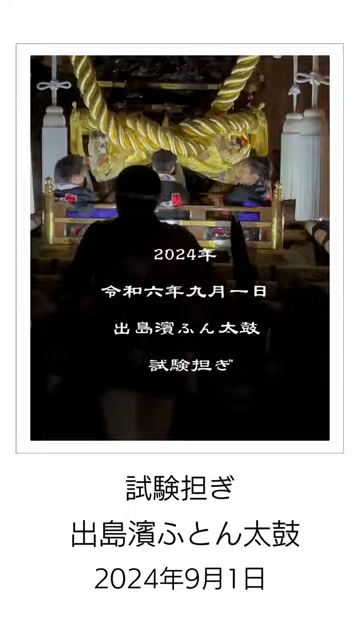 2024年
令和六年九月一日
出島濱ふん太鼓
試験担ぎ
試験担ぎ
出島濱ふとん太鼓
2024年9月1日